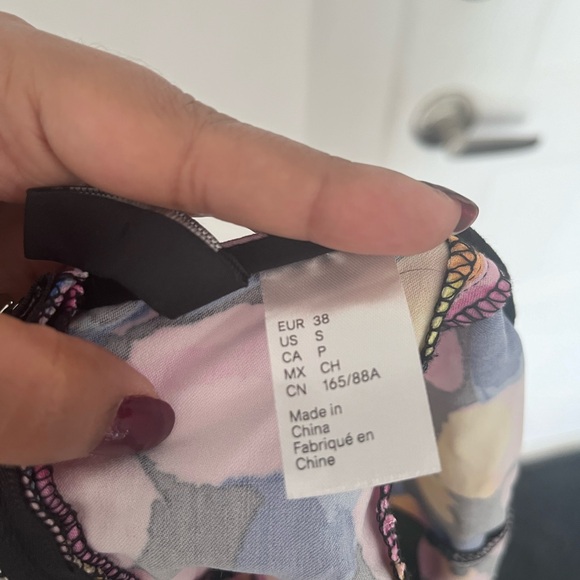 EUR 38
US S
CA P
MX CH
CN 165/88A
Made in
China
Fabriqué en
Chine